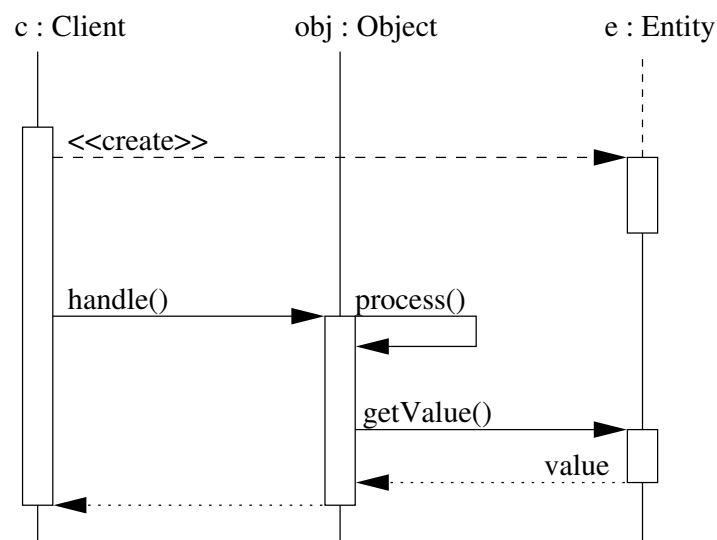 c : Client
obj : Object
e : Entity
<<create>>
handle()
process()
getValue()
value